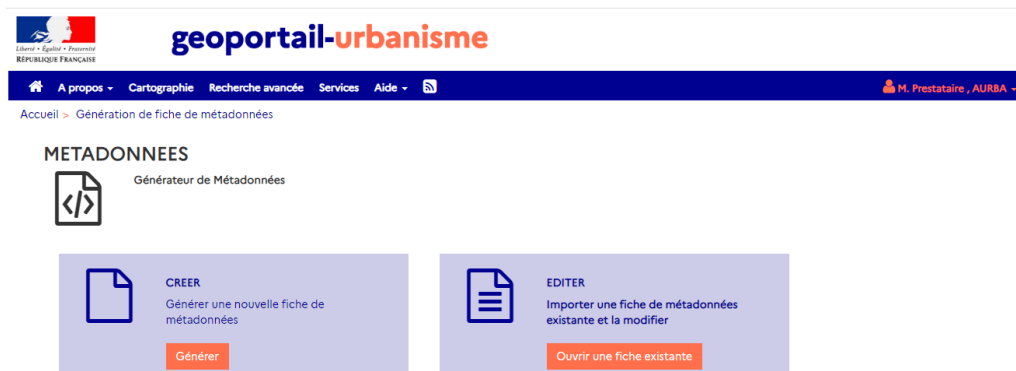 Liberté • Égalité • Fraternité
RÉPUBLIQUE FRANÇAISE
geoportail-urbanisme
A propos Cartographie Recherche avancée Services Aide M. Prestataire , AURBA
Accueil > Génération de fiche de métadonnées
METADONNEES
Générateur de Métadonnées
</>
CREER
Générer une nouvelle fiche de
métadonnées
Générer
EDITER
Importer une fiche de métadonnées
existante et la modifier
Ouvrir une fiche existante